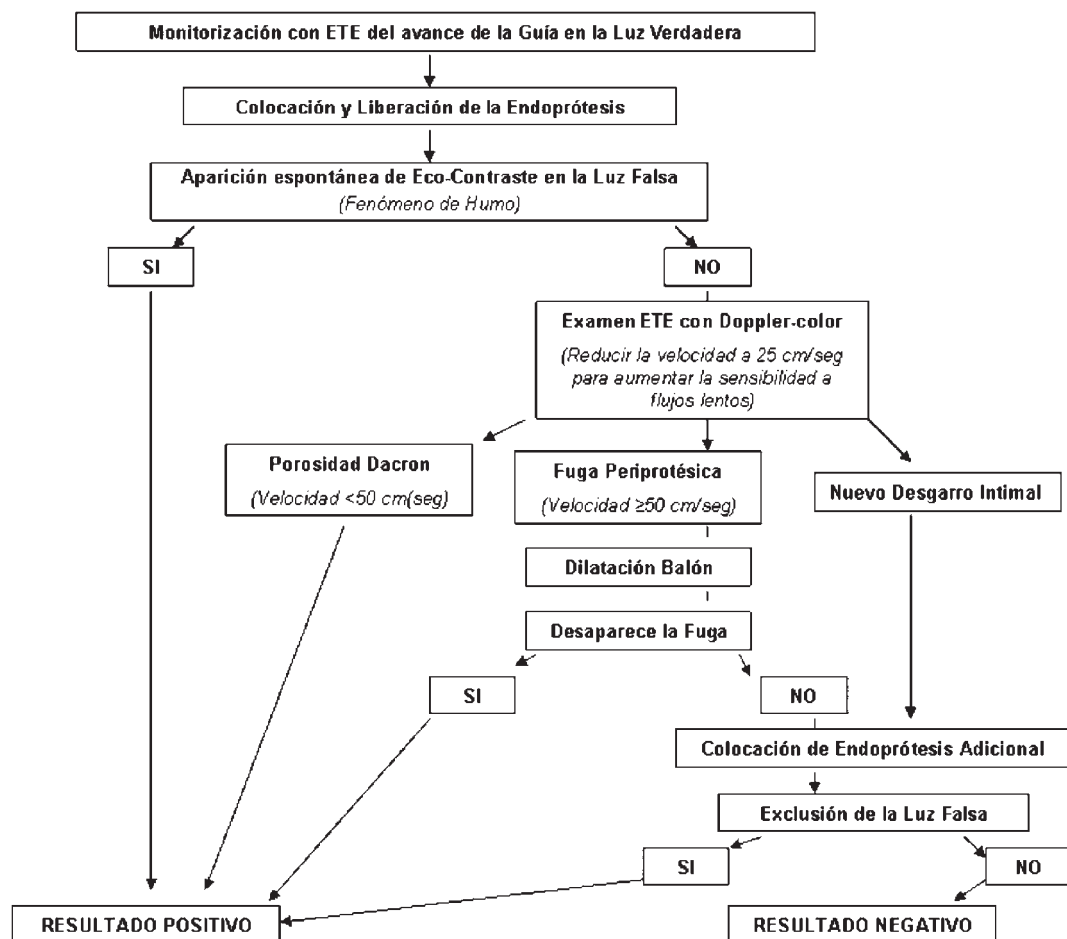 Monitorización con ETE del avance de la Guía en la Luz Verdadera
Colocación y Liberación de la Endoprótesis
Aparición espontánea de Eco-Contraste en la Luz Falsa
(Fenómeno de Humo)
SI
NO
Examen ETE con Doppler-color
(Reducir la velocidad a 25 cm/seg
para aumentar la sensibilidad a
flujos lentos)
Porosidad Dacron
(Velocidad <50 cm(seg)
Fuga Periprotésica
(Velocidad ≥50 cm/seg)
Nuevo Desgarro Intimal
Dilatación Balón
Desaparece la Fuga
SI
NO
Colocación de Endoprótesis Adicional
Exclusión de la Luz Falsa
SI
NO
RESULTADO POSITIVO
RESULTADO NEGATIVO